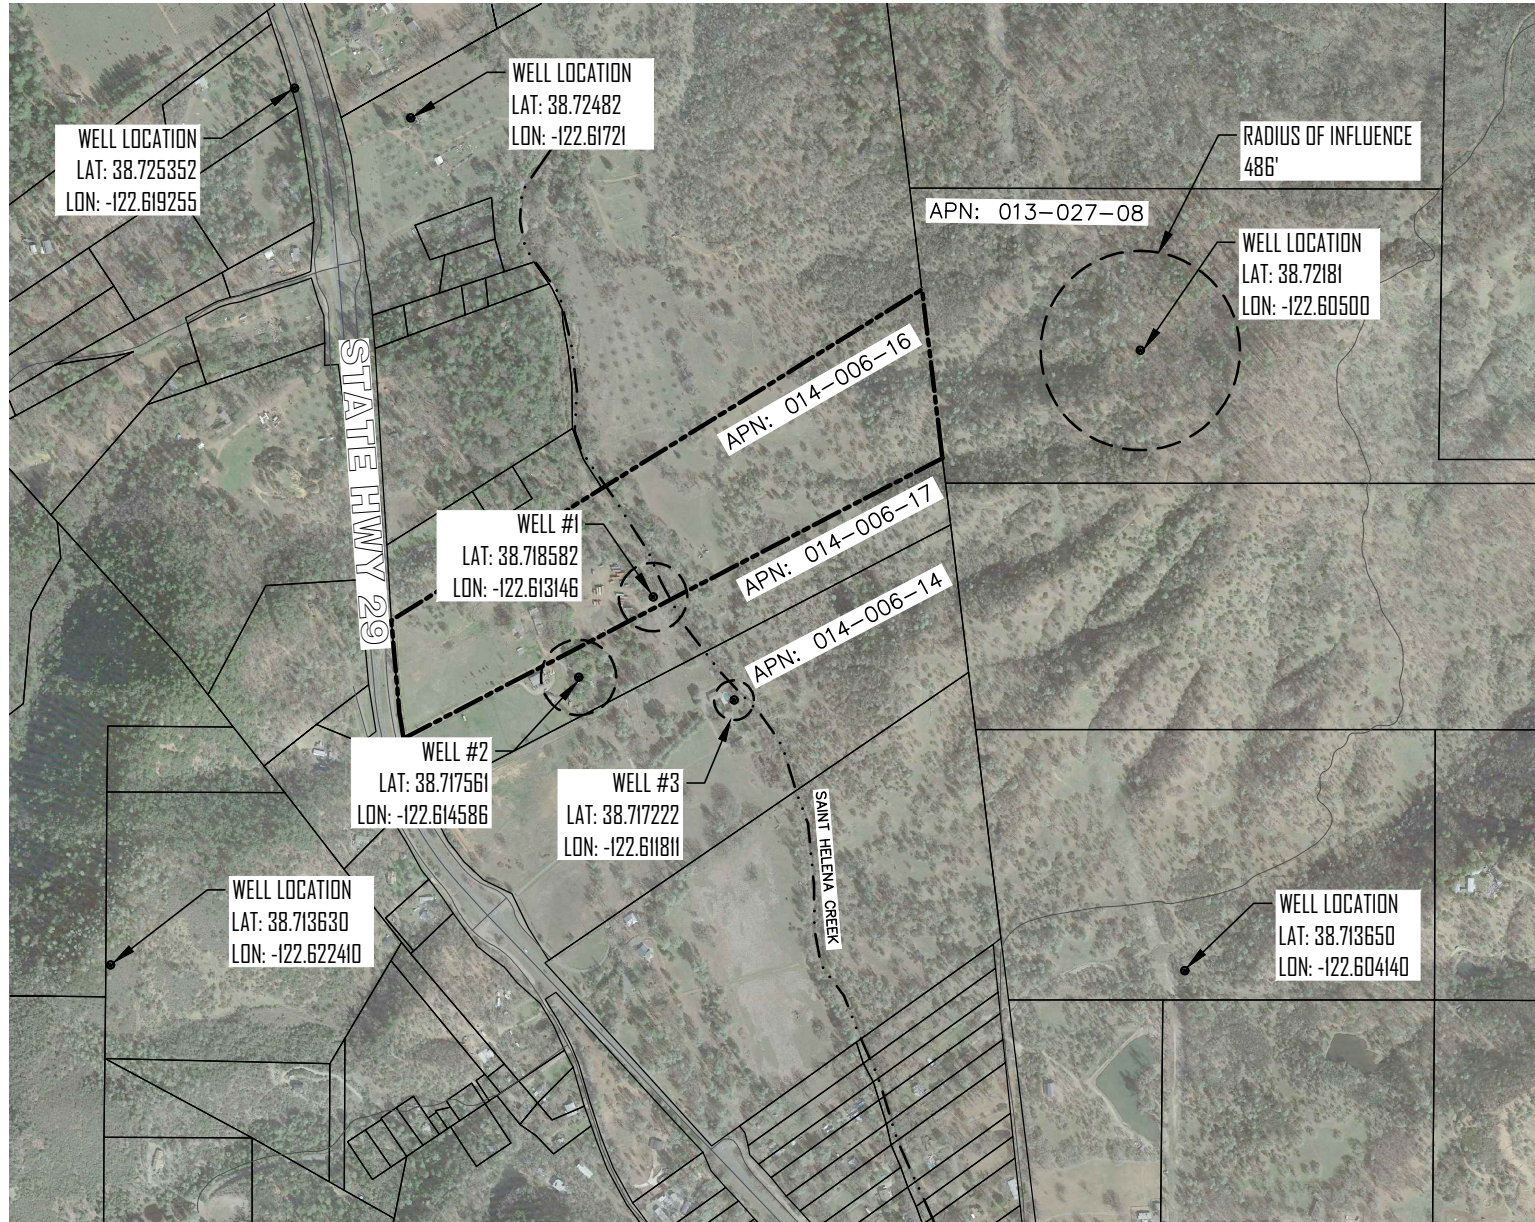 WELL LOCATION
LAT: 38.72482
LON: -122.61721
WELL LOCATION
LAT: 38.725352
LON: -122.619255
RADIUS OF INFLUENCE
486'
APN: 013-027-08
WELL LOCATION
LAT: 38.72181
LON: -122.60500
STATE HWY 29
APN: 014-006-16
APN: 014-006-17
WELL #1
LAT: 38.718582
LON: -122.613146
APN: 014-006-14
WELL #2
LAT: 38.717561
LON: -122.614586
WELL #3
LAT: 38.717222
LON: -122.611811
SAINT HELENA CREEK
WELL LOCATION
LAT: 38.713630
LON: -122.622410
WELL LOCATION
LAT: 38.713650
LON: -122.604140